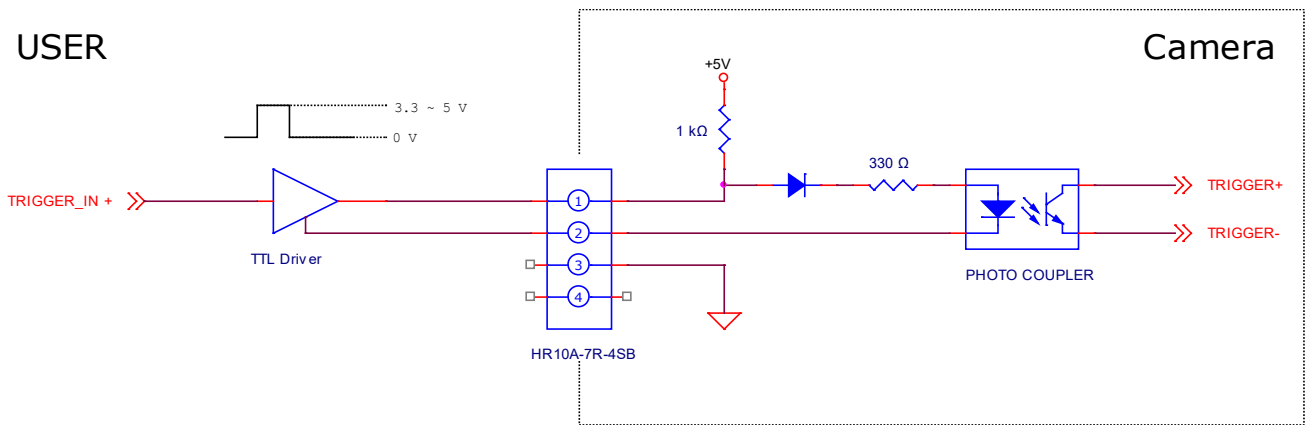 USER
Camera
+5V
3.3 ~ 5 V
1 kΩ
0 V
330 Ω
TRIGGER_IN +
1
TRIGGER+
2
TRIGGER-
TTL Driver
3
PHOTO COUPLER
4
HR10A-7R-4SB